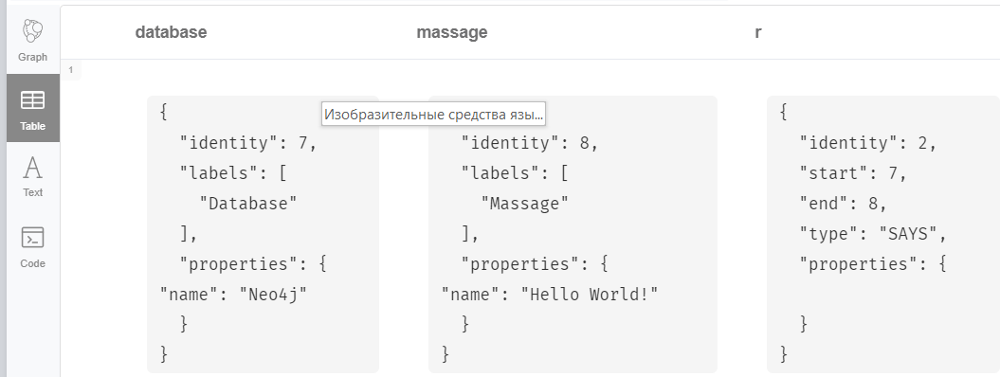 database massage r
Graph
1
Table
Text
Code
{
"identity": 7,
"labels": [
"Database"
],
"properties": {
"name": "Neo4j"
}
}
Изобразительные средства язы...
{
"identity": 8,
"labels": [
"Massage"
],
"properties": {
"name": "Hello World!"
}
}
{
"identity": 2,
"start": 7,
"end": 8,
"type": "SAYS",
"properties": {
}
}